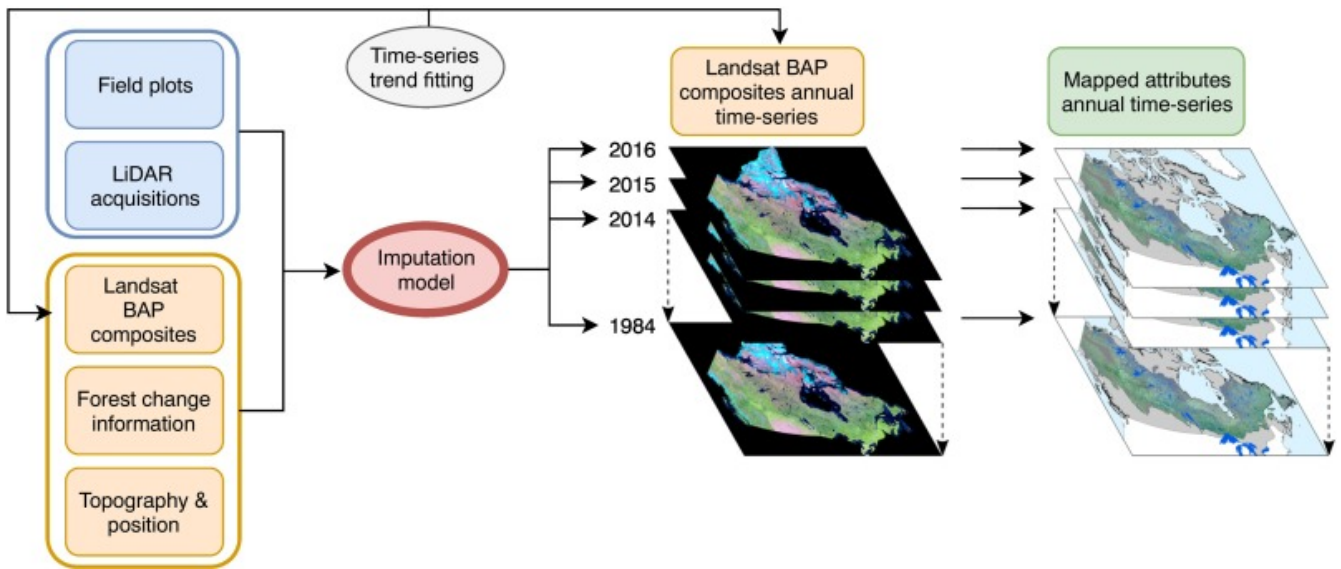 Time-series
trend fitting
Field plots
LiDAR
acquisitions
Landsat
BAP
composites
Forest change
information
Topography &
position
Imputation
model
Landsat BAP
composites annual
time-series
2016
2015
2014
1984
Mapped attributes
annual time-series